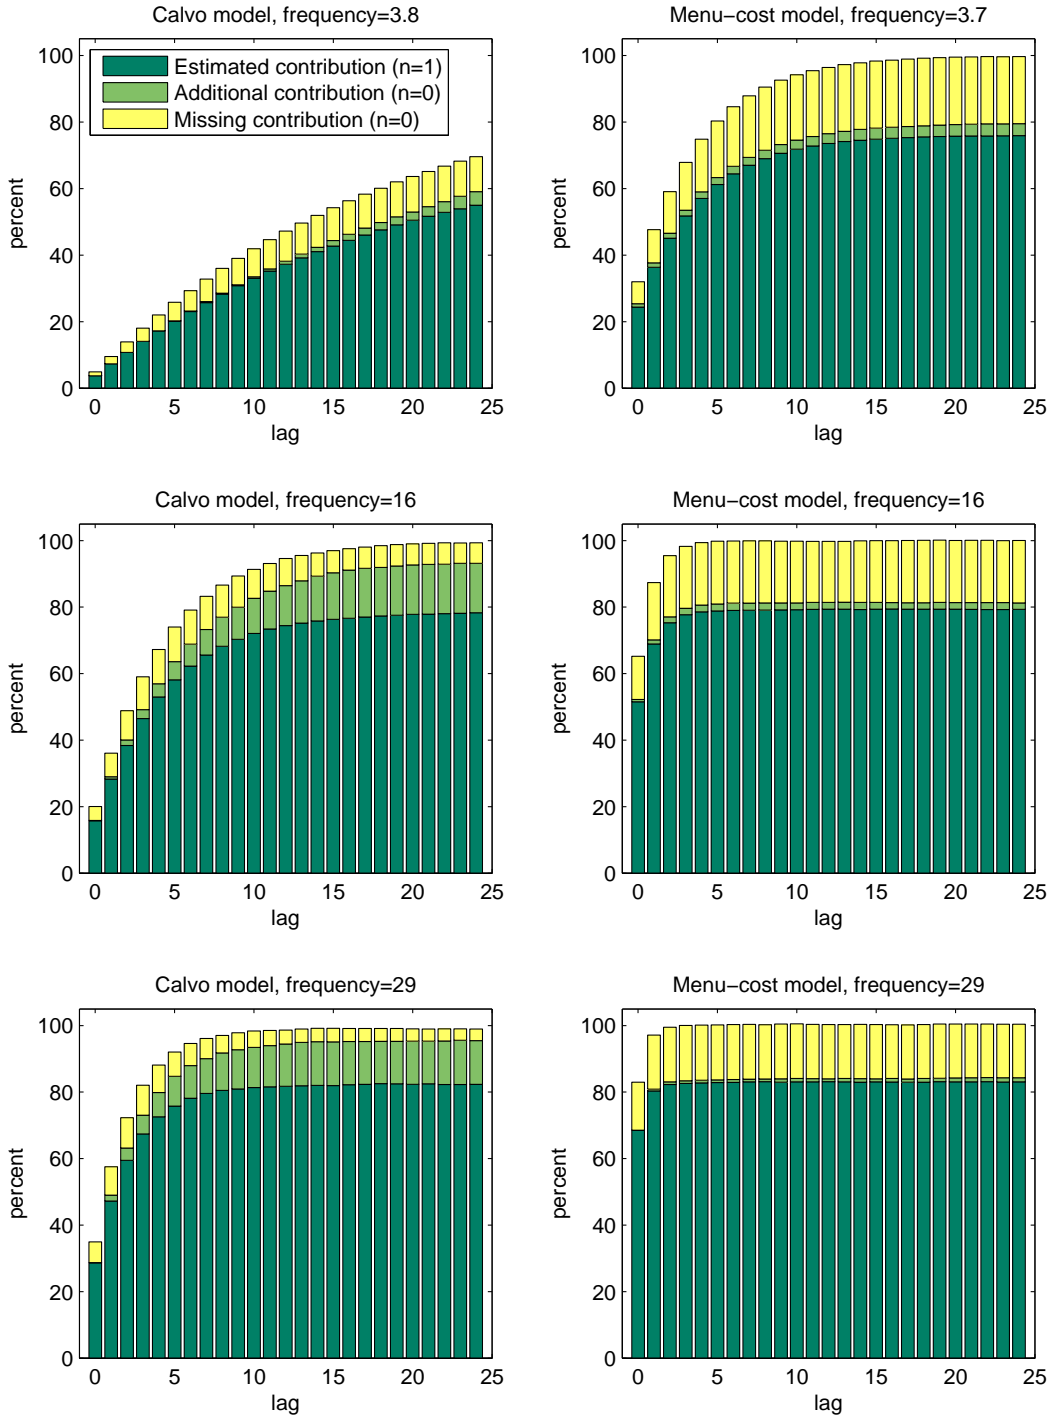 Calvo model, frequency=3.8
100
80
60
40
20
0
percent
Estimated contribution (n=1)
Additional contribution (n=0)
Missing contribution (n=0)
0 5 10 15 20 25
lag
Menu−cost model, frequency=3.7
100
80
60
40
20
0
percent
0 5 10 15 20 25
lag
Calvo model, frequency=16
100
80
60
40
20
0
percent
0 5 10 15 20 25
lag
Menu−cost model, frequency=16
100
80
60
40
20
0
percent
0 5 10 15 20 25
lag
Calvo model, frequency=29
100
80
60
40
20
0
percent
0 5 10 15 20 25
lag
Menu−cost model, frequency=29
100
80
60
40
20
0
percent
0 5 10 15 20 25
lag